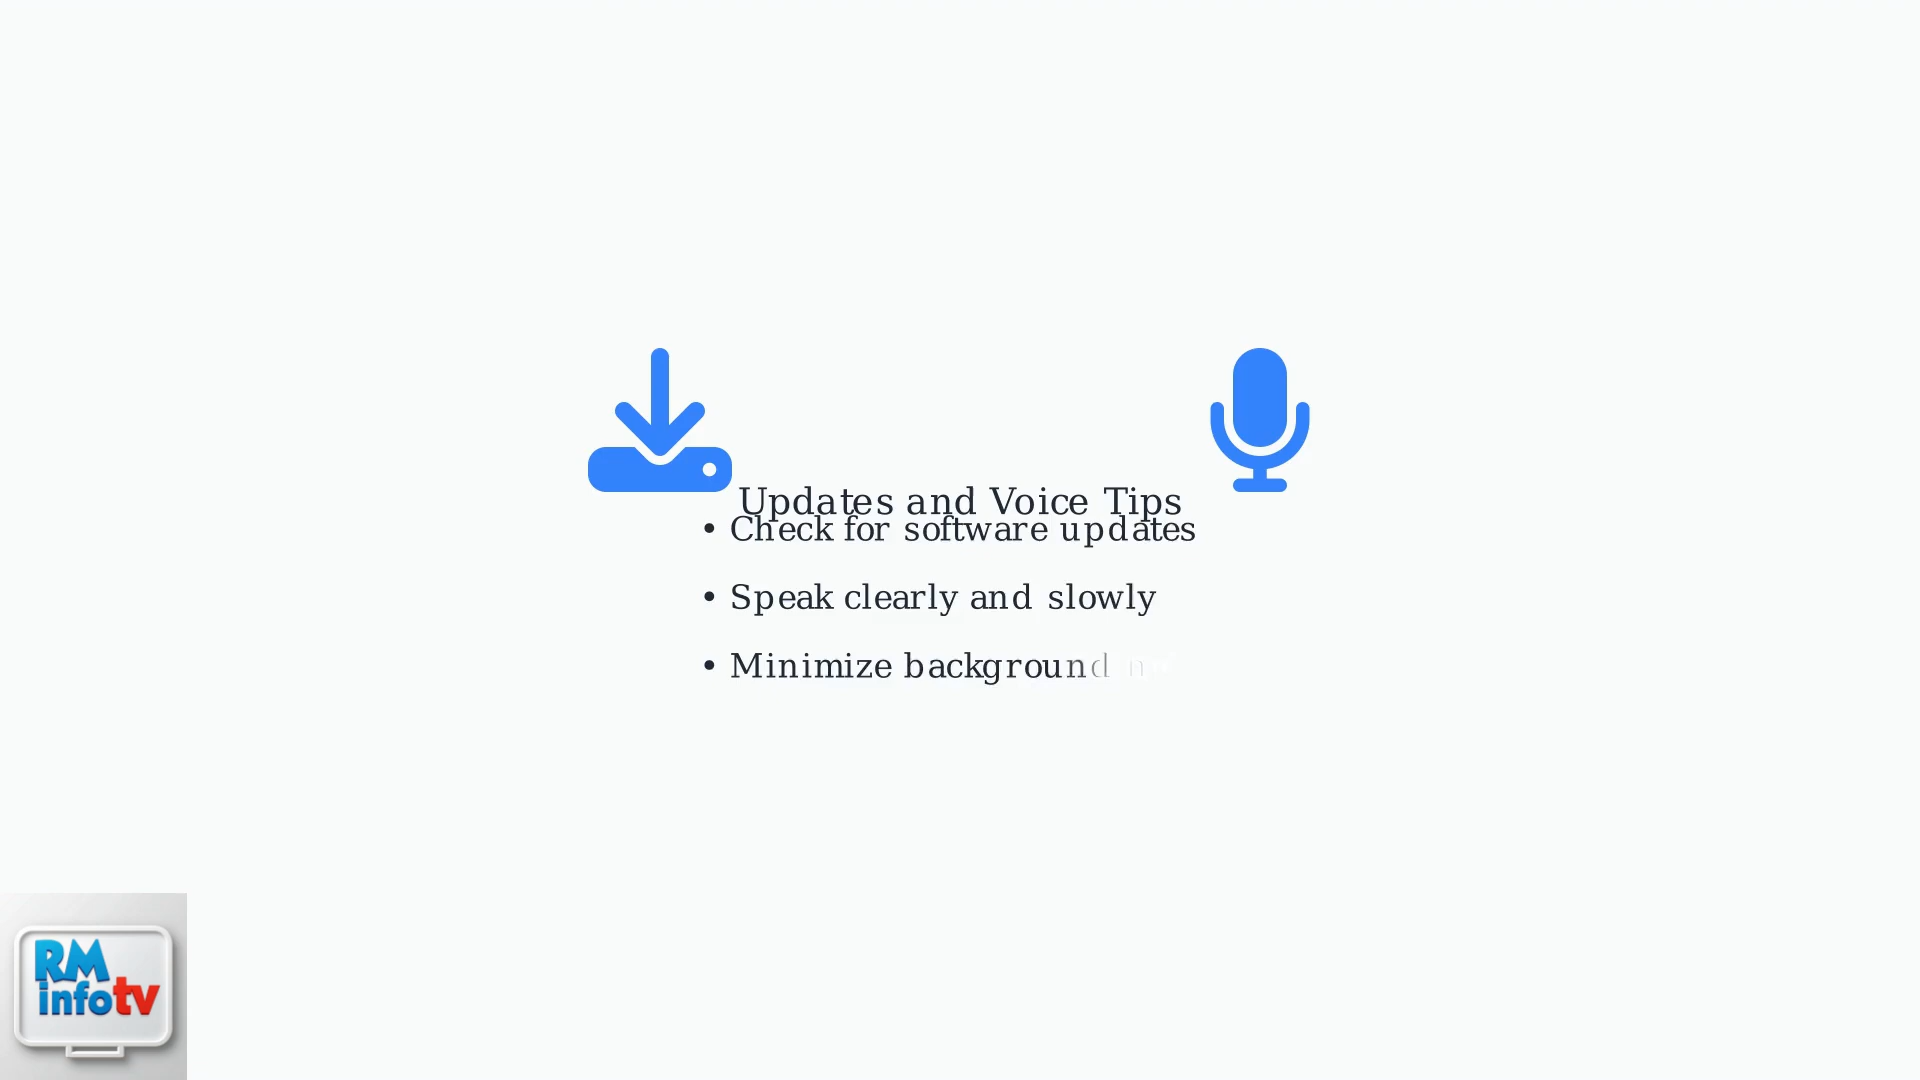 Updates and Voice Tips
• Check for software updates
• Speak clearly and slowly
• Minimize background
RM
infotv